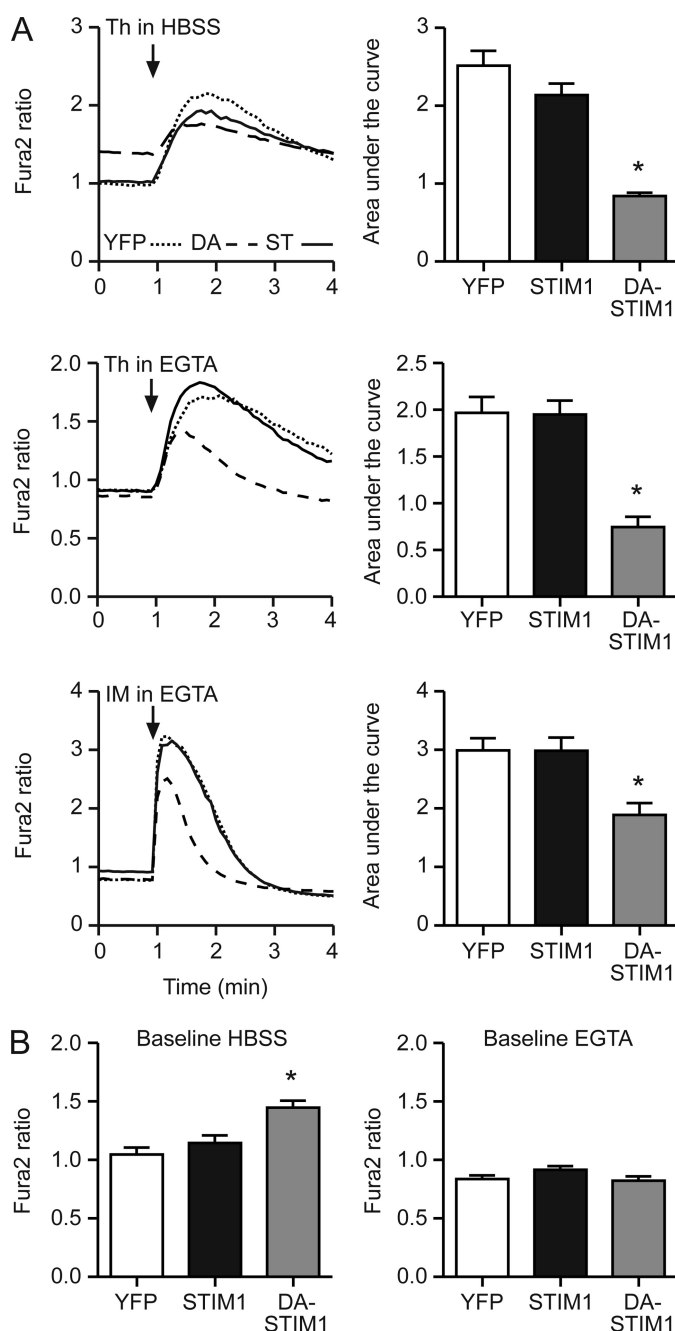 A
Th in HBSS
Fura2 ratio
3
2
1
0
YFP DA ST
0 1 2 3 4
Area under the curve
3
2
1
0
*
YFP STIM1 DA-
STIM1
Th in EGTA
Fura2 ratio
2.0
1.5
1.0
0.5
0.0
0 1 2 3 4
Area under the curve
2.5
2.0
1.5
1.0
0.5
0.0
*
YFP STIM1 DA-
STIM1
IM in EGTA
Fura2 ratio
4
3
2
1
0
0 1 2 3 4
Time (min)
Area under the curve
4
3
2
1
0
*
YFP STIM1 DA-
STIM1
B
Baseline HBSS
Fura2 ratio
2.0
1.5
1.0
0.5
0.0
*
YFP STIM1 DA-
STIM1
Baseline EGTA
Fura2 ratio
2.0
1.5
1.0
0.5
0.0
YFP STIM1 DA-
STIM1